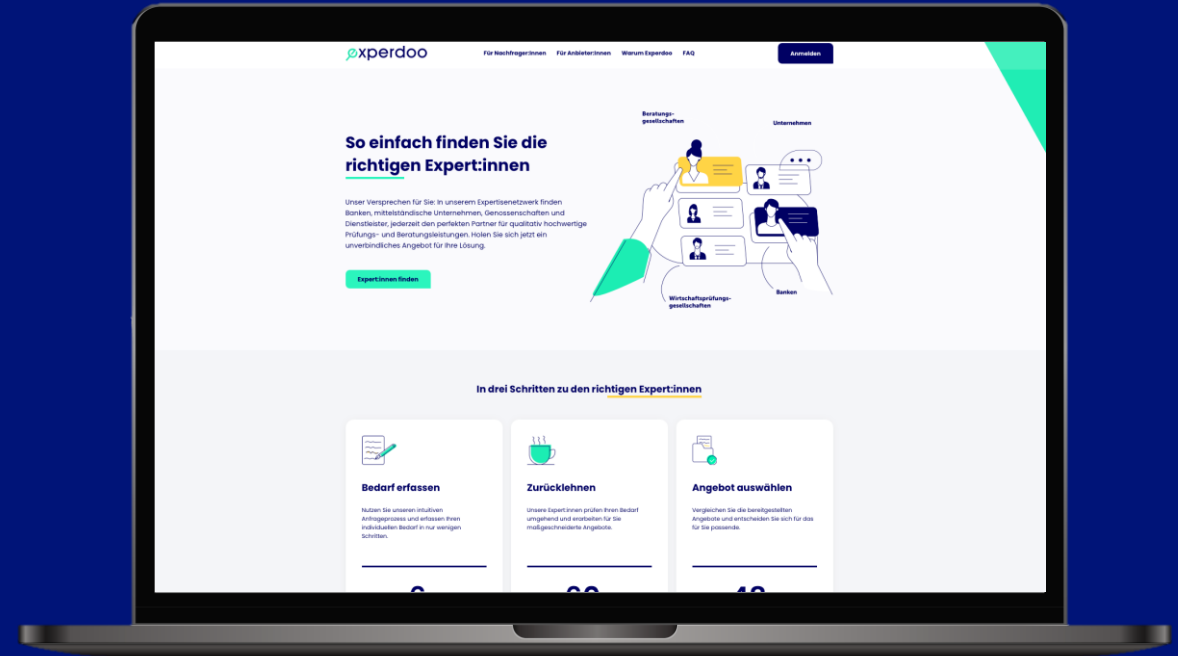 experdoo
Für Nachfrager:innen Für Anbieter:innen Warum Experdoo FAQ
Anmelden
So einfach finden Sie die
richtigen Expert:innen
Unser Versprechen für Sie: In unserem Expertisenetzwerk finden
Banken, mittelständische Unternehmen, Genossenschaften und
Dienstleister, jederzeit den perfekten Partner für qualitativ hochwertige
Prüfungs- und Beratungsleistungen. Holen Sie sich jetzt ein
unverbindliches Angebot für Ihre Lösung.
Expert:innen finden
Beratungs-
gesellschaften
Unternehmen
Wirtschaftsprüfungs-
gesellschaften
Banken
In drei Schritten zu den richtigen Expert:innen
Bedarf erfassen
Nutzen Sie unseren intuitiven
Anfrageprozess und erfassen Ihren
individuellen Bedarf in nur wenigen
Schritten.
Zurücklehnen
Unsere Expert:innen prüfen Ihren Bedarf
umgehend und erarbeiten für Sie
maßgeschneiderte Angebote.
Angebot auswählen
Vergleichen Sie die bereitgestellten
Angebote und entscheiden Sie sich für das
für Sie passende.